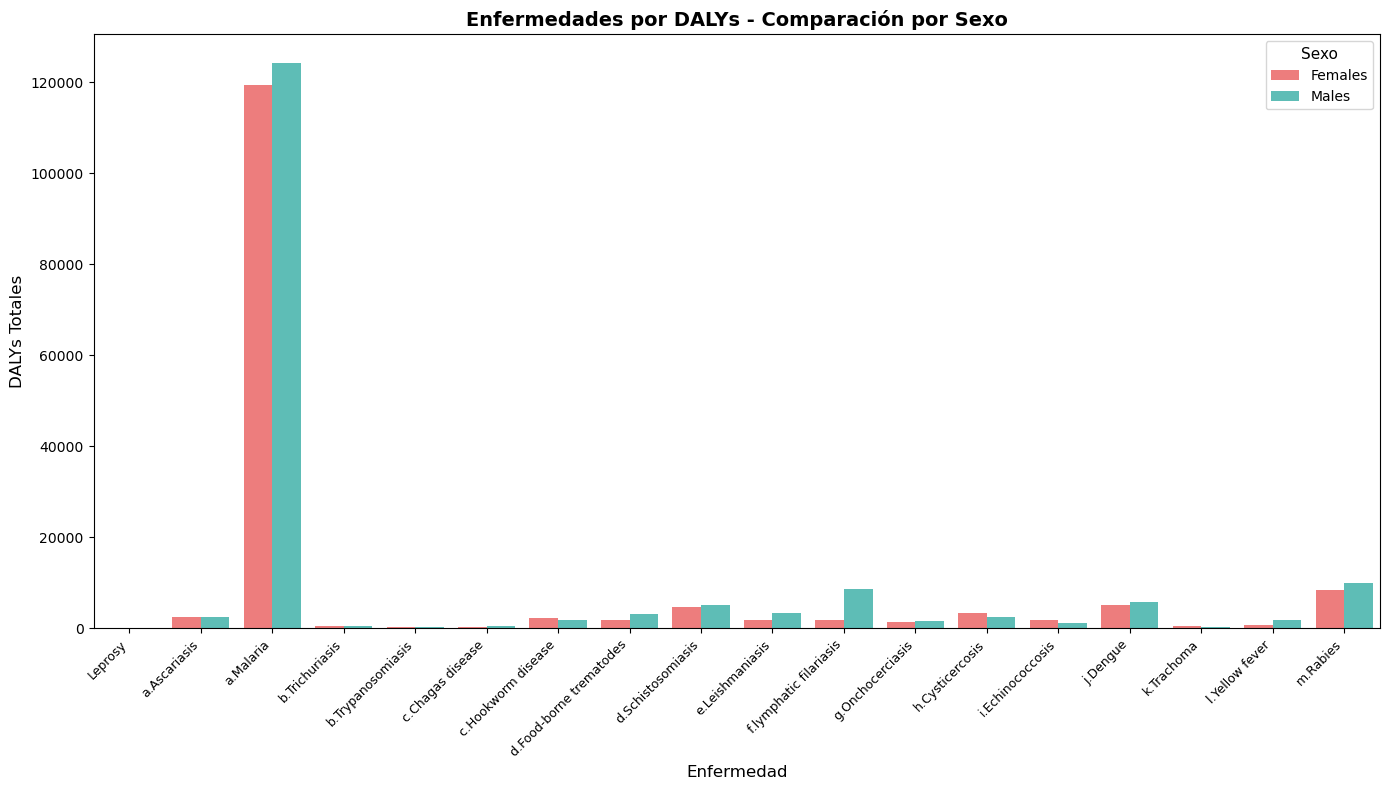 Enfermedades por DALYs - Comparación por Sexo
Sexo
Females
Males
DALYs Totales
120000
100000
80000
60000
40000
20000
0
Leprosy
a.Ascariasis
a.Malaria
b.Trichuriasis
b.Trypanosomiasis
c.Chagas disease
c.Hookworm disease
d.Food-borne trematodes
d.Schistosomiasis
e.Leishmaniasis
f.lymphatic filariasis
g.Onchocerciasis
h.Cysticercosis
i.Echinococcosis
j.Dengue
k.Trachoma
l.Yellow fever
m.Rabies
Enfermedad